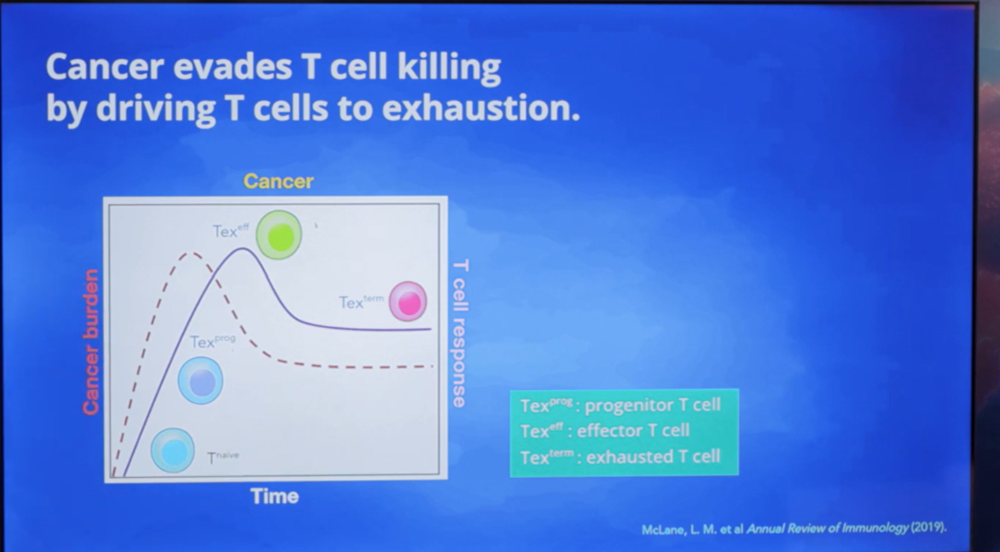 Cancer evades T cell killing
by driving T cells to exhaustion.
Cancer
Tex^eff
Tex^term
Tex^prog
T^naive
Cancer burden
T cell response
Time
Tex^prog : progenitor T cell
Tex^eff : effector T cell
Tex^term : exhausted T cell
McLane, L. M. et al Annual Review of Immunology (2019).